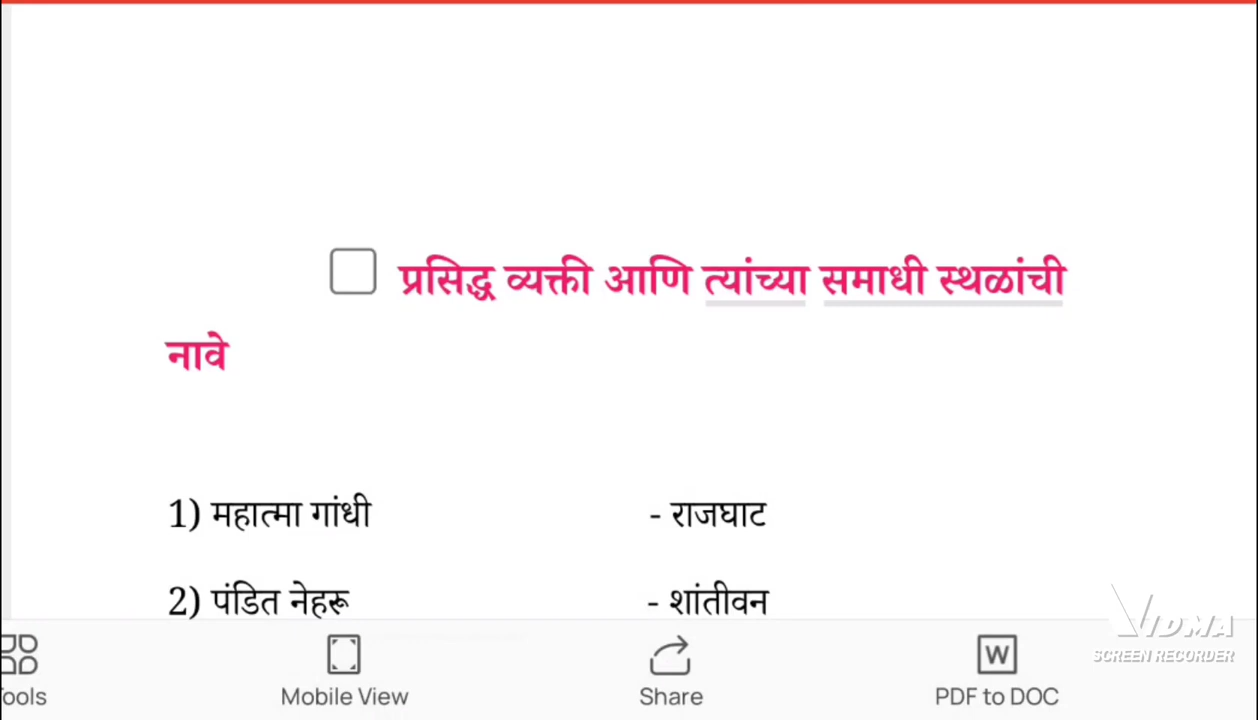 प्रसिद्ध व्यक्ती आणि त्यांच्या समाधी स्थळांची
नावे
1) महात्मा गांधी - राजघाट
2) पंडित नेहरू - शांतीवन
VIDMA
SCREEN RECORDER
ools Mobile View Share W PDF to DOC